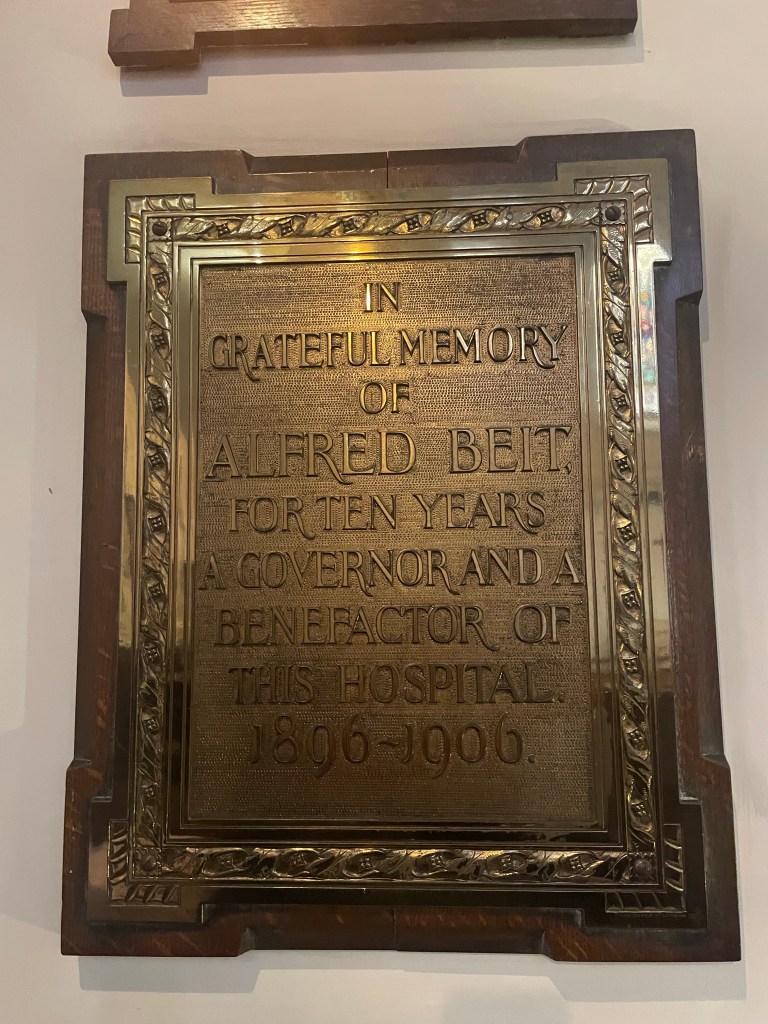 IN
GRATEFUL MEMORY
OF
ALFRED BEIT,
FOR TEN YEARS
A GOVERNOR AND A
BENEFACTOR OF
THIS HOSPITAL.
1896~1906.